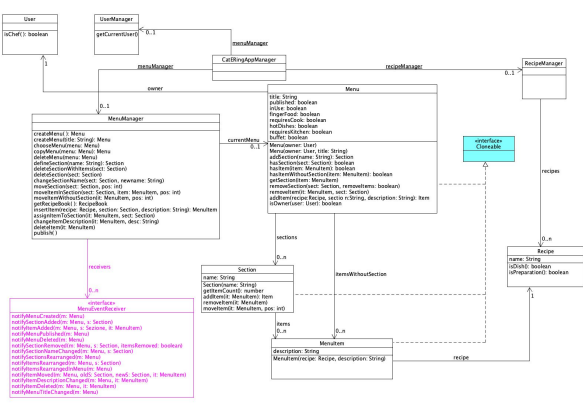 User
isChef(): boolean
UserManager
getCurrentUser()
0..1
menuManager
CatERingAppManager
menuManager
recipeManager
0..1
RecipeManager
1
owner
0..1
Menu
title: String
published: boolean
inUse: boolean
fingerFood: boolean
requiresCook: boolean
hotDishes: boolean
requiresKitchen: boolean
buffet: boolean
Menu(owner: User)
Menu(owner: User, title: String)
addSection(name: String): Section
hasSection(sect: Section): boolean
hasItem(item: MenuItem): boolean
hasItemWithoutSection(item: MenuItem): boolean
getSection(item: MenuItem)
removeSection(sect: Section, removeItems: boolean)
removeItem(it: MenuItem, sect: Section)
addItem(recipe:Recipe, section:String, description: String): Item
isOwner(user: User): boolean
MenuManager
createMenu(): Menu
createMenu(title: String): Menu
chooseMenu(menu: Menu)
copyMenu(menu: Menu): Menu
deleteMenu(menu: Menu)
defineSection(name: String): Section
deleteSectionWithItems(sect: Section)
deleteSection(sect: Section)
changeSectionName(sect: Section, newname: String)
moveSection(sect: Section, pos: int)
moveItemInSection(sect: Section, item: MenuItem, pos: int)
moveItemWithoutSection(it: MenuItem, pos: int)
getRecipeBook(): RecipeBook
insertItem(recipe: Recipe, section: Section, description: String): MenuItem
assignItemToSection(it: MenuItem, sect: Section)
changeItemDescription(it: MenuItem, desc: String)
deleteItem(it: MenuItem)
publish()
currentMenu
0..1
«interface»
Cloneable
recipes
0..n
Recipe
name: String
isDish(): boolean
isPreparation(): boolean
1
receivers
0..n
sections
0..n
itemsWithoutSection
0..n
Section
name: String
Section(name: String)
getItemCount(): number
addItem(it: MenuItem): Item
removeItem(it: MenuItem)
moveItem(it: MenuItem, pos: int)
items
0..n
«interface»
MenuEventReceiver
notifyMenuCreated(m: Menu)
notifySectionAdded(m: Menu, s: Section)
notifyItemAdded(m: Menu, s: Sezione, it: MenuItem)
notifyMenuPublished(m: Menu)
notifyMenuDeleted(m: Menu)
notifySectionRemoved(m: Menu, s: Section, itemsRemoved: boolean)
notifySectionNameChanged(m: Menu, s: Section)
notifySectionsRearranged(m: Menu)
notifyItemsRearranged(m: Menu, s: Section)
notifyItemsRearrangedInMenu(m: Menu)
notifyItemMoved(m: Menu, oldS: Section, newS: Section, it: MenuItem)
notifyItemDescriptionChanged(m: Menu, it: MenuItem)
notifyItemDeleted(m: Menu, it: MenuItem)
notifyMenuTitleChanged(m: Menu)
MenuItem
description: String
MenuItem(recipe: Recipe, description: String)
recipe